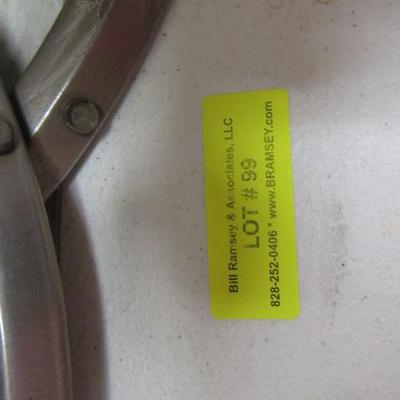 Bill Ramsey & Associates, LLC
LOT # 99
828-252-0406 * www.BRAMSEY.com